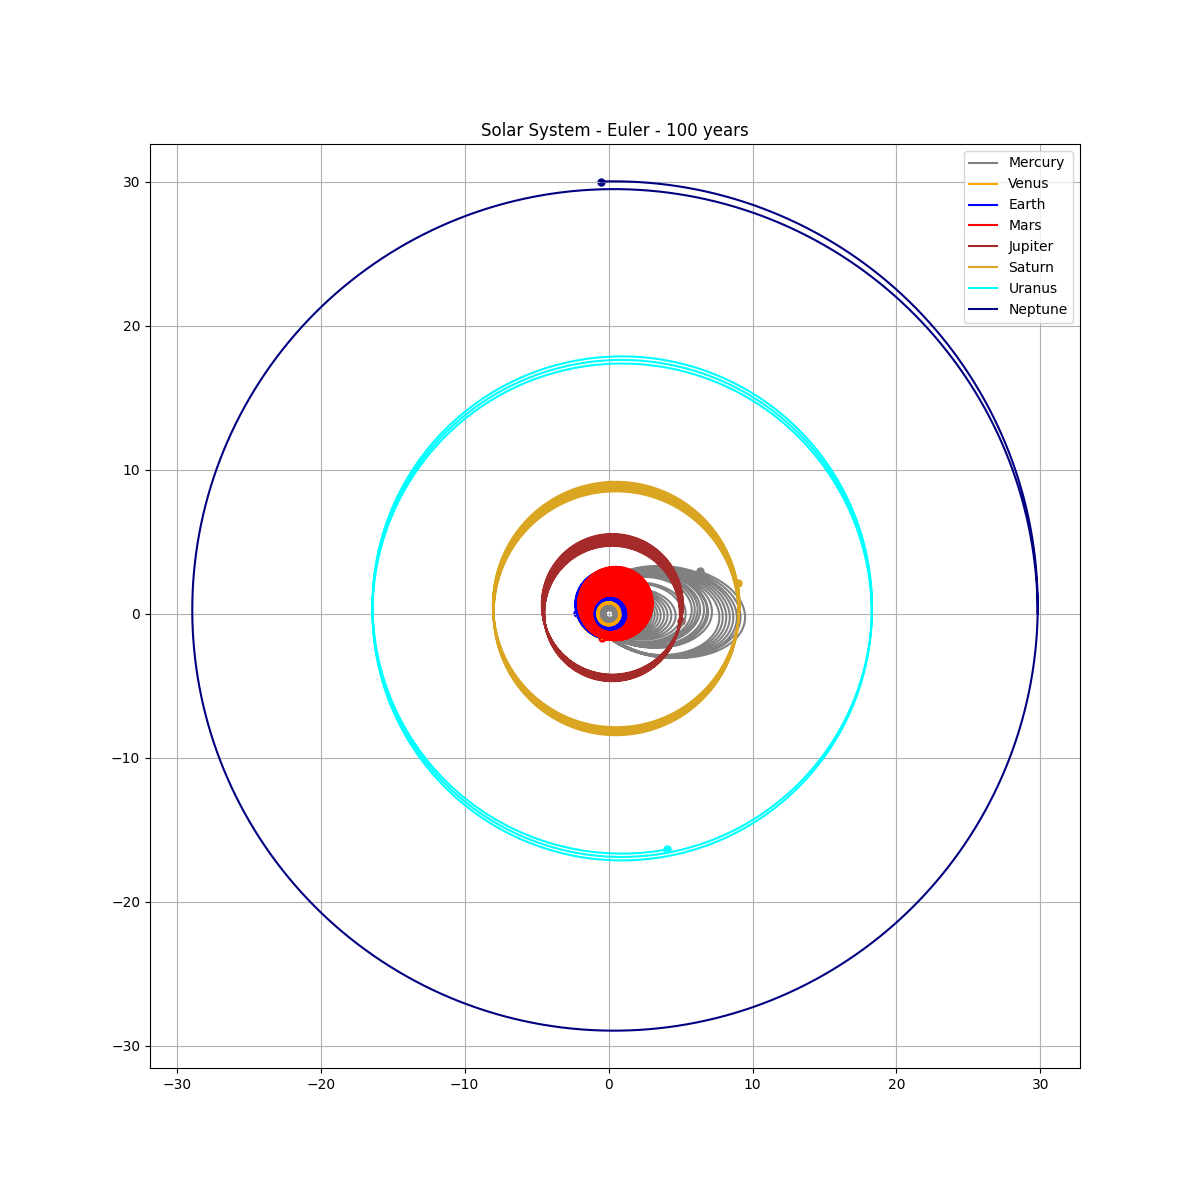 Solar System - Euler - 100 years
Mercury
Venus
Earth
Mars
Jupiter
Saturn
Uranus
Neptune
30
20
10
0
−10
−20
−30
−30 −20 −10 0 10 20 30